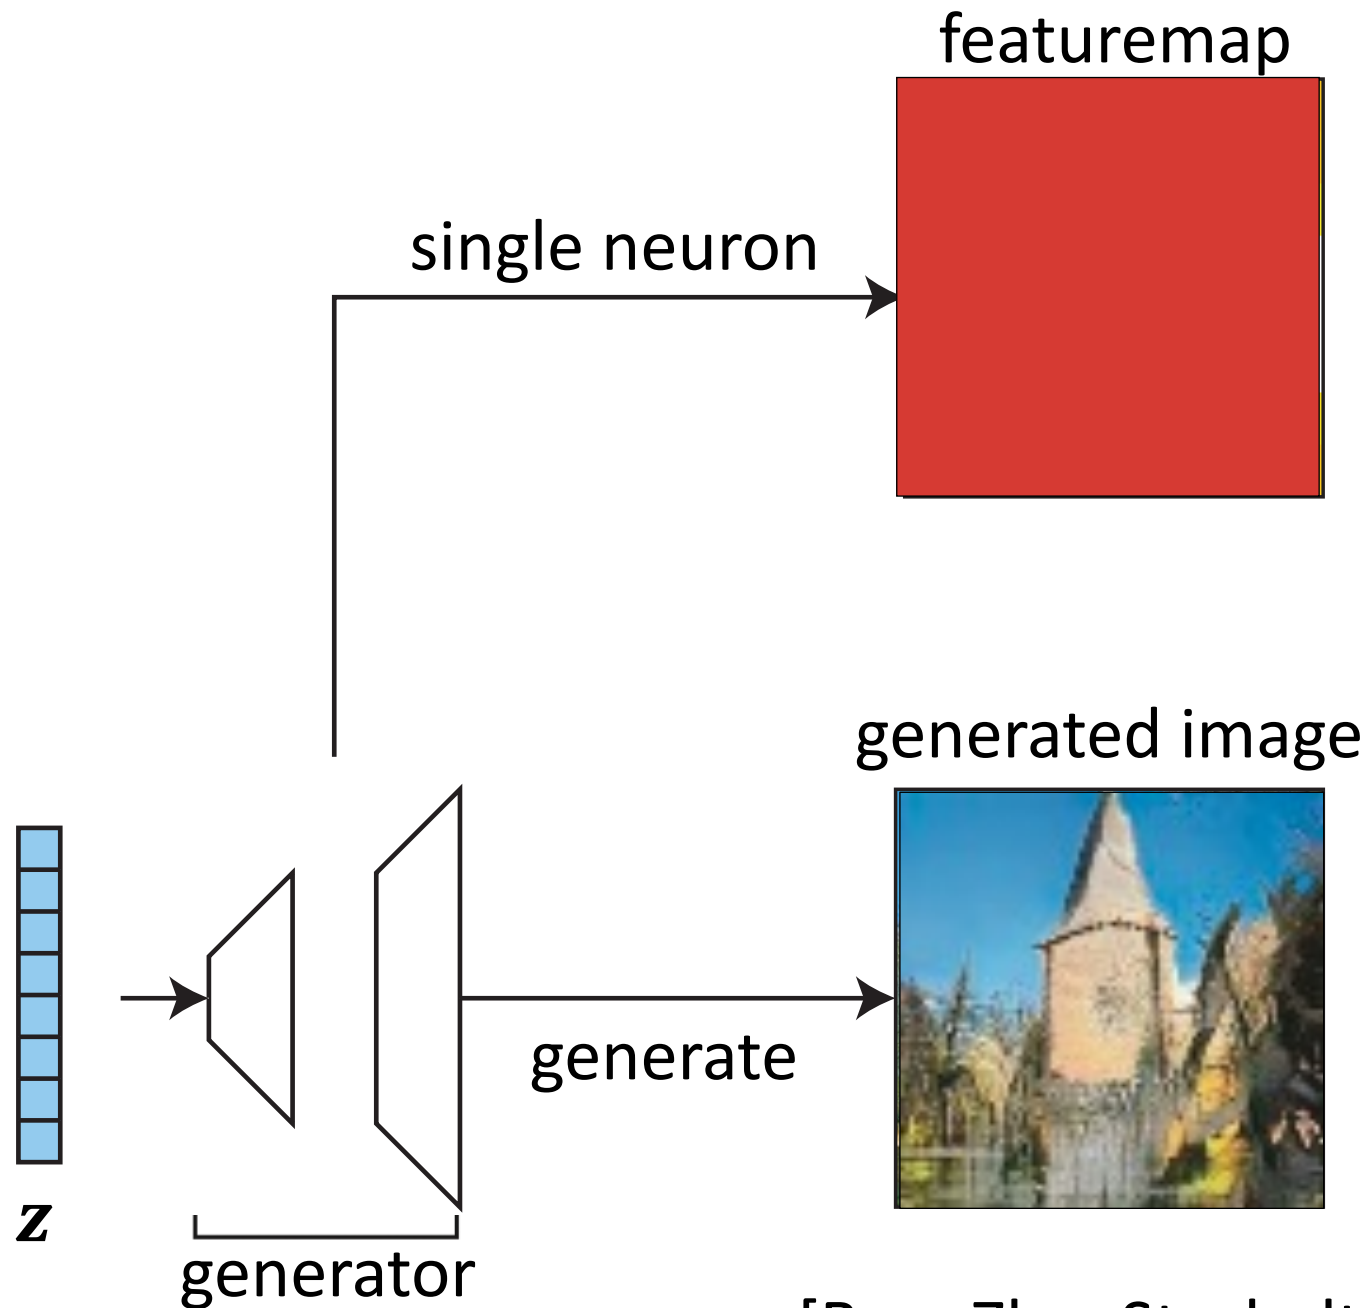 featuremap
single neuron
generated image
generate
z
generator